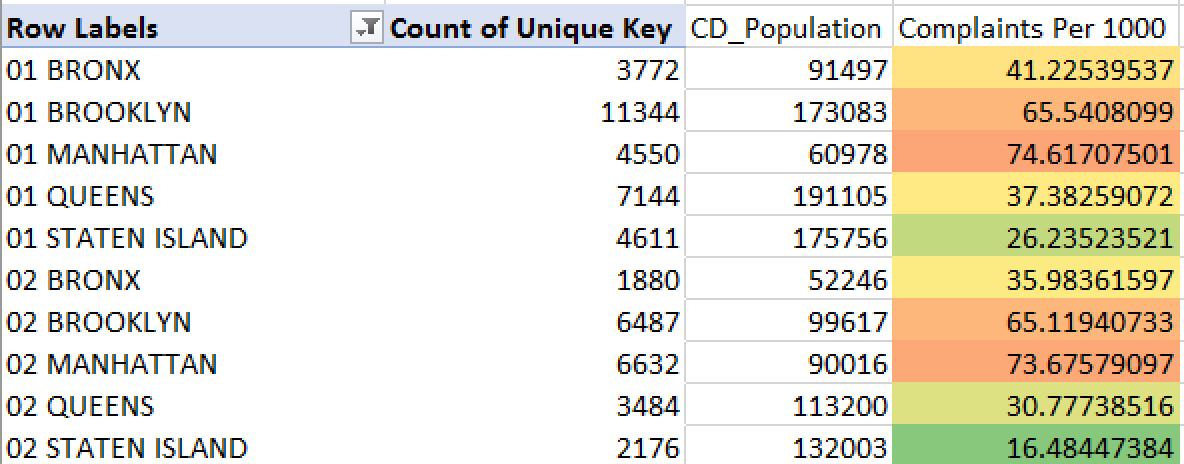 Row Labels Count of Unique Key CD_Population Complaints Per 1000
01 BRONX 3772 91497 41.22539537
01 BROOKLYN 11344 173083 65.5408099
01 MANHATTAN 4550 60978 74.61707501
01 QUEENS 7144 191105 37.38259072
01 STATEN ISLAND 4611 175756 26.23523521
02 BRONX 1880 52246 35.98361597
02 BROOKLYN 6487 99617 65.11940733
02 MANHATTAN 6632 90016 73.67579097
02 QUEENS 3484 113200 30.77738516
02 STATEN ISLAND 2176 132003 16.48447384